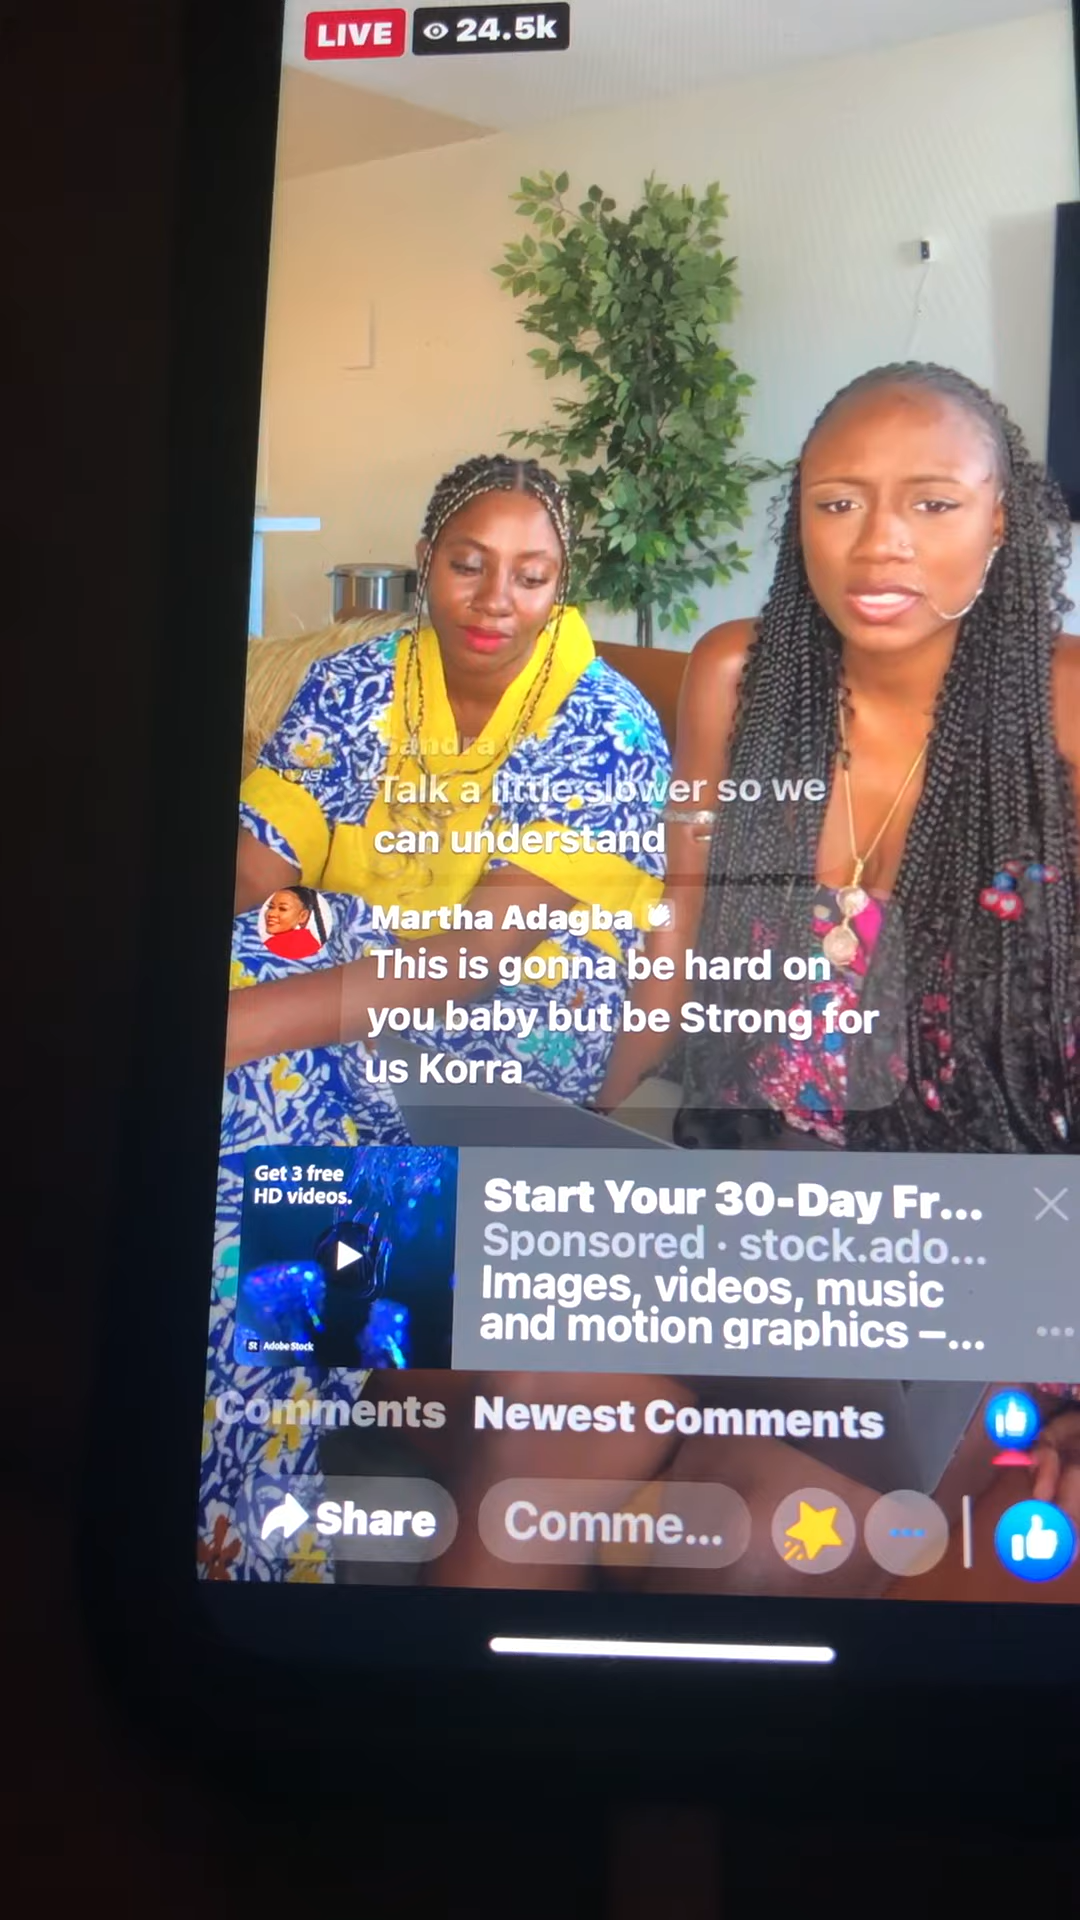 LIVE 24.5k
Sandra
Talk a little slower so we
can understand
Martha Adagba
This is gonna be hard on
you baby but be Strong for
us Korra
Get 3 free
HD videos.
St Adobe Stock
Start Your 30-Day Fr...
Sponsored · stock.ado...
Images, videos, music
and motion graphics –...
Comments Newest Comments
Share Comme...